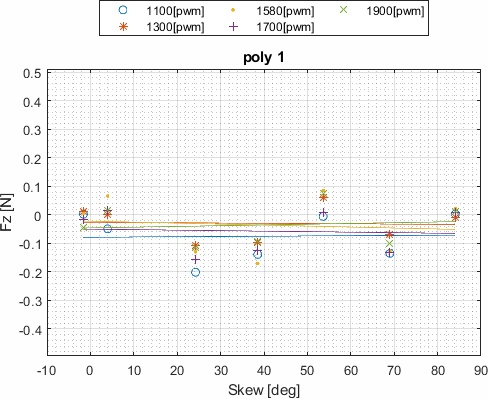 1100[pwm] 1580[pwm] 1900[pwm]
1300[pwm] 1700[pwm]
poly 1
0.5
0.4
0.3
0.2
0.1
0
-0.1
-0.2
-0.3
-0.4
Fz [N]
-10 0 10 20 30 40 50 60 70 80 90
Skew [deg]